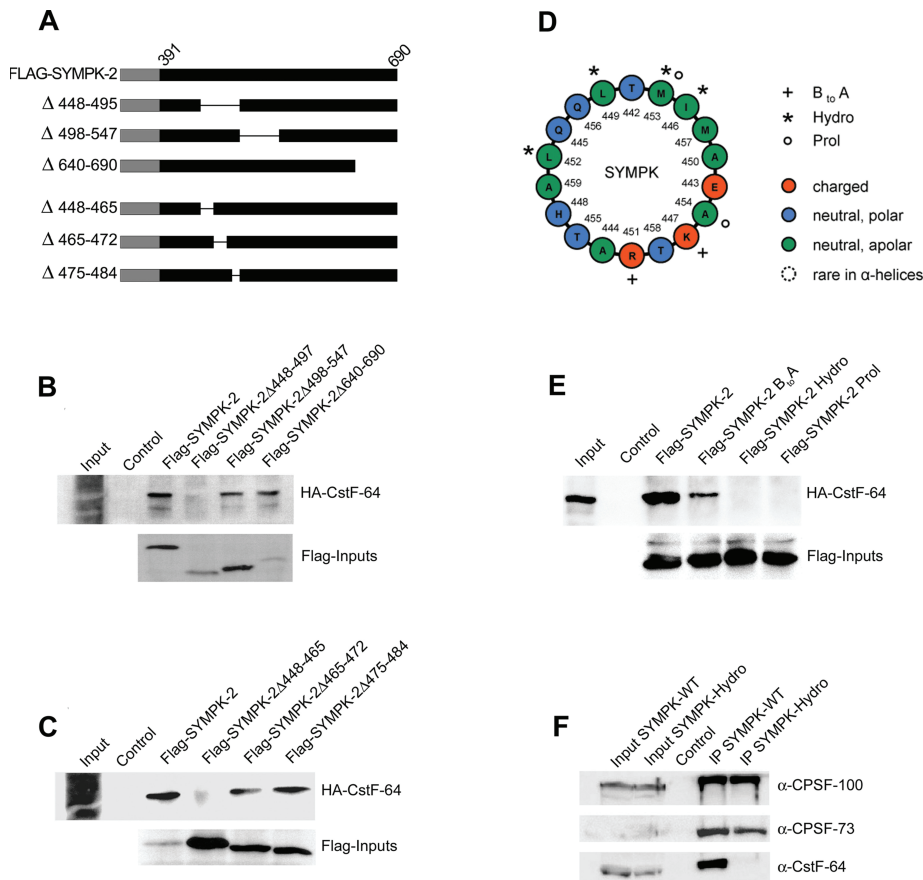 A
391 690
FLAG-SYMPK-2
Δ 448-495
Δ 498-547
Δ 640-690
Δ 448-465
Δ 465-472
Δ 475-484
D
SYMPK
T
M
I
M
A
E
A
K
T
R
A
T
H
A
L
Q
Q
L
442
453
446
457
450
443
454
447
458
451
444
455
448
459
452
445
456
449
* * ° * * ° + +
+ B to A
* Hydro
° Prol
charged
neutral, polar
neutral, apolar
rare in α-helices
B
Input
Control
Flag-SYMPK-2
Flag-SYMPK-2Δ448-497
Flag-SYMPK-2Δ498-547
Flag-SYMPK-2Δ640-690
HA-CstF-64
Flag-Inputs
E
Input
Control
Flag-SYMPK-2
Flag-SYMPK-2 BtoA
Flag-SYMPK-2 Hydro
Flag-SYMPK-2 Prol
HA-CstF-64
Flag-Inputs
C
Input
Control
Flag-SYMPK-2
Flag-SYMPK-2Δ448-465
Flag-SYMPK-2Δ465-472
Flag-SYMPK-2Δ475-484
HA-CstF-64
Flag-Inputs
F
Input SYMPK-WT
Input SYMPK-Hydro
Control
IP SYMPK-WT
IP SYMPK-Hydro
α-CPSF-100
α-CPSF-73
α-CstF-64